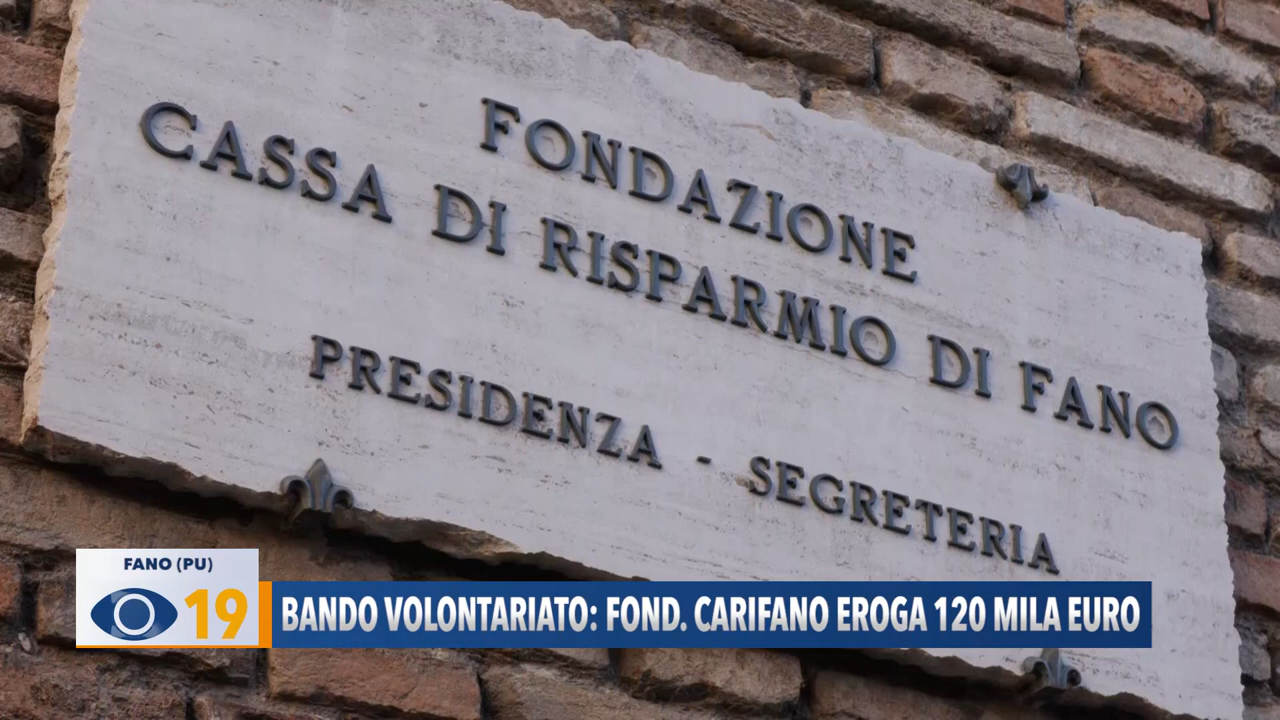 FONDAZIONE
CASSA DI RISPARMIO DI FANO
PRESIDENZA - SEGRETERIA
FANO (PU)
19
BANDO VOLONTARIATO: FOND. CARIFANO EROGA 120 MILA EURO